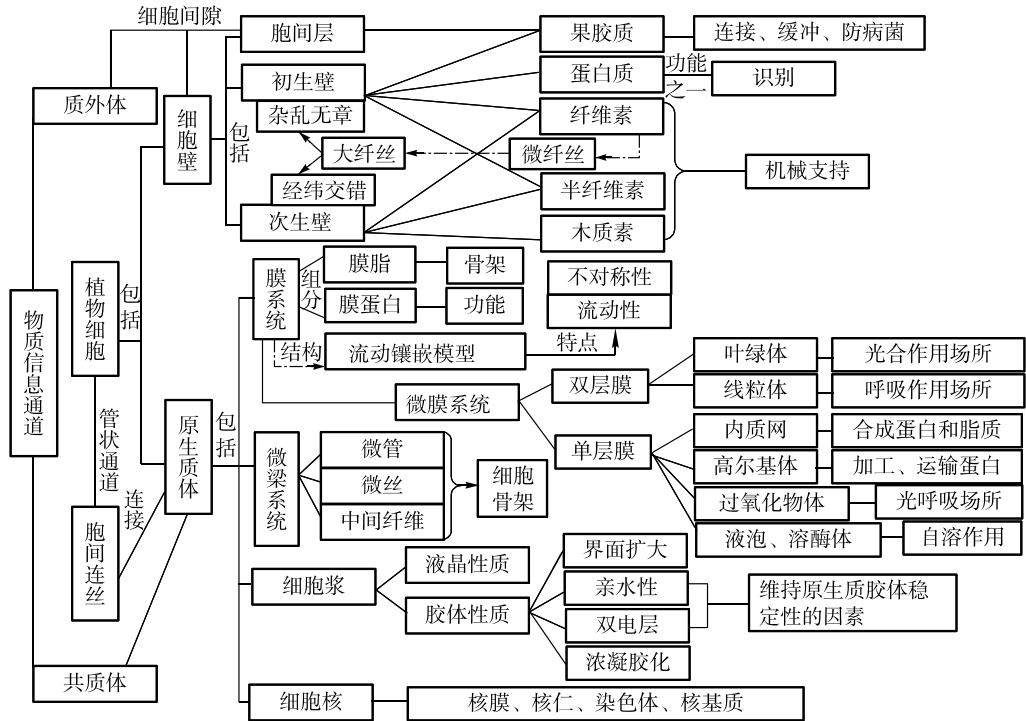 细胞间隙
胞间层
果胶质
连接、缓冲、防病菌
初生壁
蛋白质
功能
之一
识别
质外体
细胞壁
包括
杂乱无章
纤维素
大纤丝
微纤丝
机械支持
经纬交错
半纤维素
次生壁
木质素
物质信息通道
植物细胞
包括
膜系统
组分
膜脂
骨架
膜蛋白
功能
不对称性
流动性
结构
流动镶嵌模型
特点
微膜系统
双层膜
叶绿体
光合作用场所
线粒体
呼吸作用场所
单层膜
内质网
合成蛋白和脂质
高尔基体
加工、运输蛋白
过氧化物体
光呼吸场所
液泡、溶酶体
自溶作用
管状通道
原生质体
包括
微梁系统
微管
微丝
中间纤维
细胞
骨架
连接
胞间连丝
细胞浆
液晶性质
胶体性质
界面扩大
亲水性
双电层
浓凝胶化
维持原生质胶体稳
定性的因素
共质体
细胞核
核膜、核仁、染色体、核基质